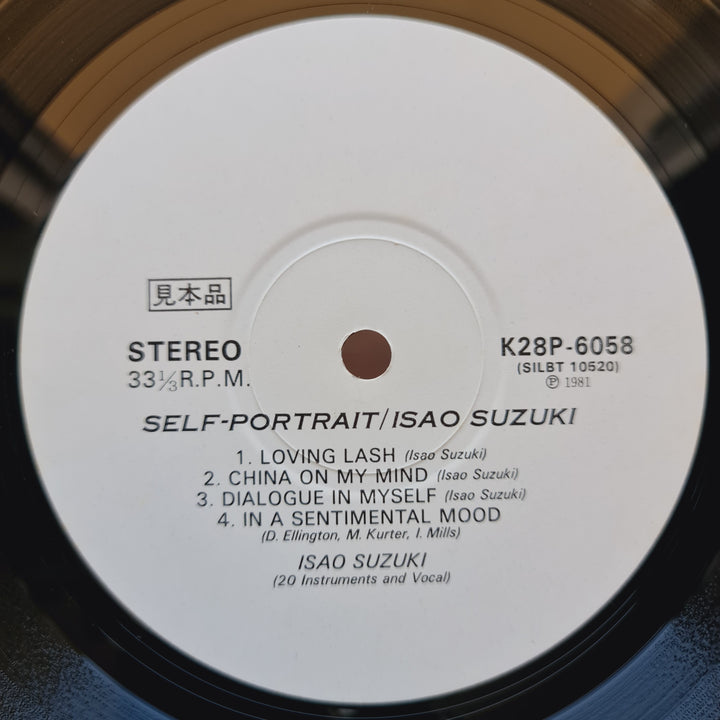 見本品
STEREO
33⅓R.P.M.
K28P-6058
(SILBT 10520)
Ⓟ 1981
SELF-PORTRAIT/ISAO SUZUKI
1. LOVING LASH (Isao Suzuki)
2. CHINA ON MY MIND (Isao Suzuki)
3. DIALOGUE IN MYSELF (Isao Suzuki)
4. IN A SENTIMENTAL MOOD
(D. Ellington, M. Kurter, I. Mills)
ISAO SUZUKI
(20 Instruments and Vocal)